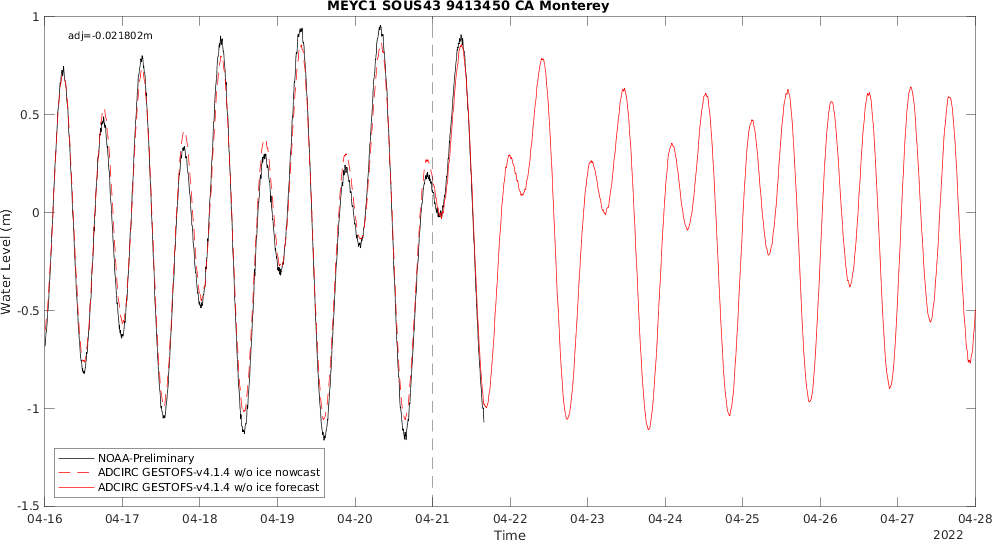 MEYC1 SOUS43 9413450 CA Monterey
adj=-0.021802m
1
0.5
0
-0.5
-1
-1.5
Water Level (m)
NOAA-Preliminary
ADCIRC GESTOFS-v4.1.4 w/o ice nowcast
ADCIRC GESTOFS-v4.1.4 w/o ice forecast
04-16 04-17 04-18 04-19 04-20 04-21 04-22 04-23 04-24 04-25 04-26 04-27 04-28
Time
2022